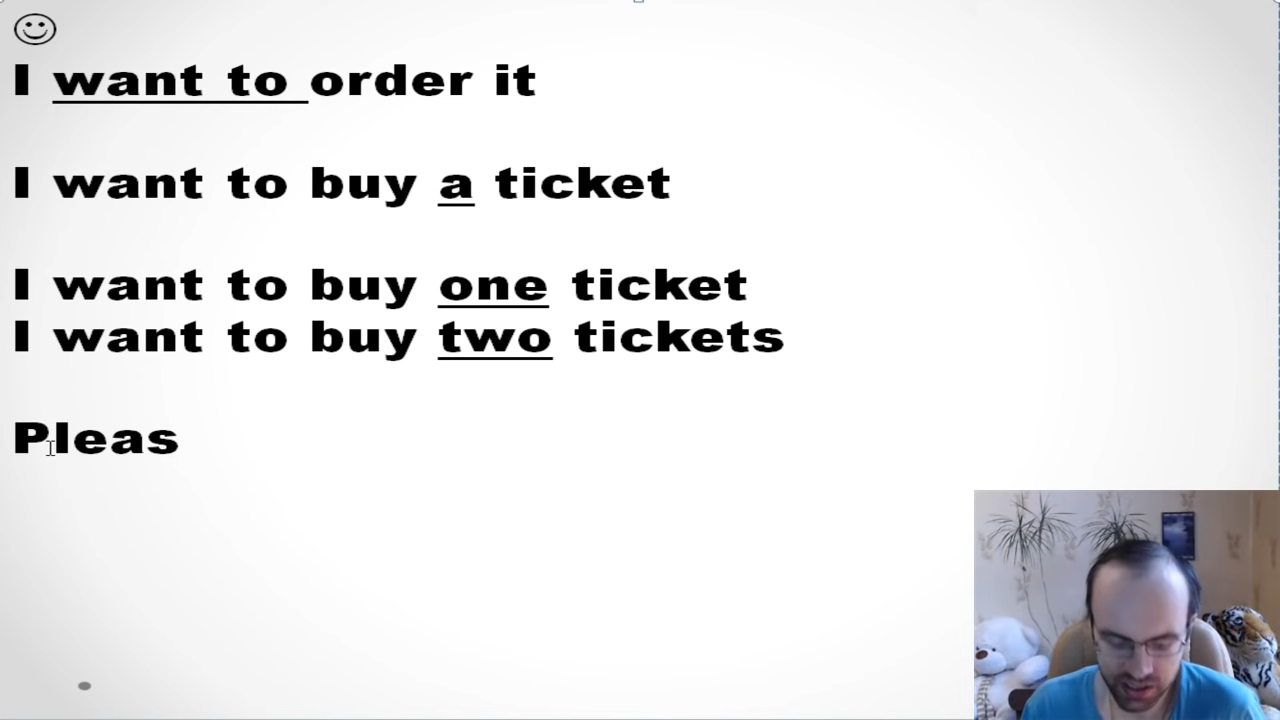 I want to order it
I want to buy a ticket
I want to buy one ticket
I want to buy two tickets
Pleas